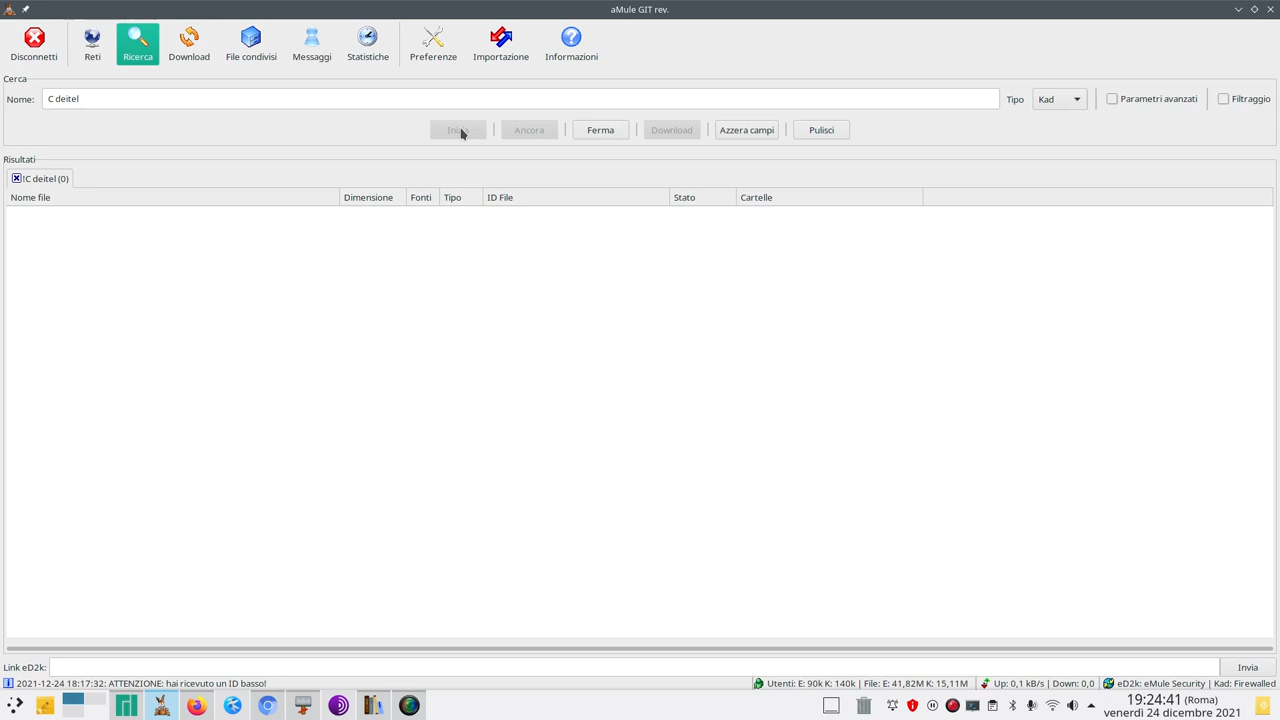 aMule GIT rev.
Disconnetti Reti Ricerca Download File condivisi Messaggi Statistiche Preferenze Importazione Informazioni
Cerca
Nome: C deitel Tipo Kad Parametri avanzati Filtraggio
Ancora Ferma Download Azzera campi Pulisci
Risultati
!C deitel (0)
Nome file Dimensione Fonti Tipo ID File Stato Cartelle
Link eD2k: Invia
2021-12-24 18:17:32: ATTENZIONE: hai ricevuto un ID basso! Utenti: E: 90k K: 140k | File: E: 41,82M K: 15,11M Up: 0,1 kB/s | Down: 0,0 eD2k: eMule Security | Kad: Firewalled
19:24:41 (Roma)
venerdì 24 dicembre 2021